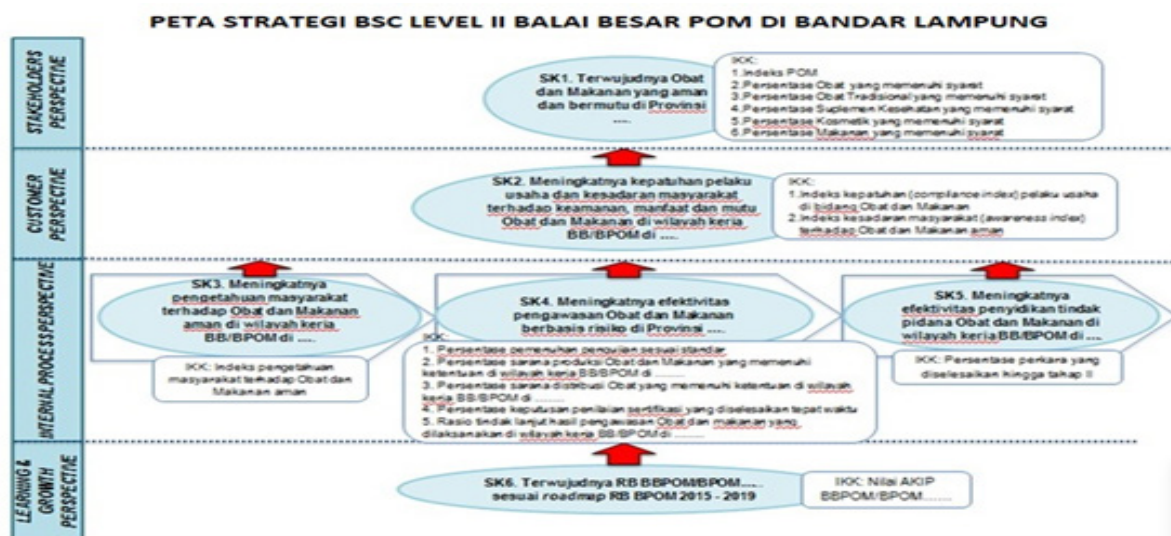 PETA STRATEGI BSC LEVEL II BALAI BESAR POM DI BANDAR LAMPUNG
STAKEHOLDERS
PERSPECTIVE
SK1. Terwujudnya Obat
dan Makanan yang aman
dan bermutu di Provinsi
....
IKK:
1.Indeks POM
2.Persentase Obat yang memenuhi syarat
3.Persentase Obat Tradisional yang memenuhi syarat
4.Persentase Suplemen Kesehatan yang memenuhi syarat
5.Persentase Kosmetik yang memenuhi syarat
6.Persentase Makanan yang memenuhi syarat
CUSTOMER
PERSPECTIVE
SK2. Meningkatnya kepatuhan pelaku
usaha dan kesadaran masyarakat
terhadap keamanan, manfaat dan mutu
Obat dan Makanan di wilayah kerja
BB/BPOM di ....
IKK:
1.Indeks kepatuhan (compliance index) pelaku usaha
di bidang Obat dan Makanan
2.Indeks kesadaran masyarakat (awareness index)
terhadap Obat dan Makanan aman
INTERNAL PROCESS PERSPECTIVE
SK3. Meningkatnya
pengetahuan masyarakat
terhadap Obat dan Makanan
aman di wilayah kerja
BB/BPOM di ....
IKK: Indeks pengetahuan
masyarakat terhadap Obat dan
Makanan aman
SK4. Meningkatnya efektivitas
pengawasan Obat dan Makanan
berbasis risiko di Provinsi ....
IKK:
1. Persentase pemenuhan pengujian sesuai standar
2. Persentase sarana produksi Obat dan Makanan yang memenuhi
ketentuan di wilayah kerja BB/BPOM di ........
3. Persentase sarana distribusi Obat yang memenuhi ketentuan di wilayah
kerja BB/BPOM di ........
4. Persentase keputusan penilaian sertifikasi yang diselesaikan tepat waktu
5. Rasio tindak lanjut hasil pengawasan Obat dan makanan yang
dilaksanakan di wilayah kerja BB/BPOM di ........
SK5. Meningkatnya
efektivitas penyidikan tindak
pidana Obat dan Makanan di
wilayah kerja BB/BPOM di ....
IKK: Persentase perkara yang
diselesaikan hingga tahap II
LEARNING &
GROWTH
PERSPECTIVE
SK6. Terwujudnya RB BBPOM/BPOM.....
sesuai roadmap RB BPOM 2015 - 2019
IKK: Nilai AKIP
BBPOM/BPOM.......